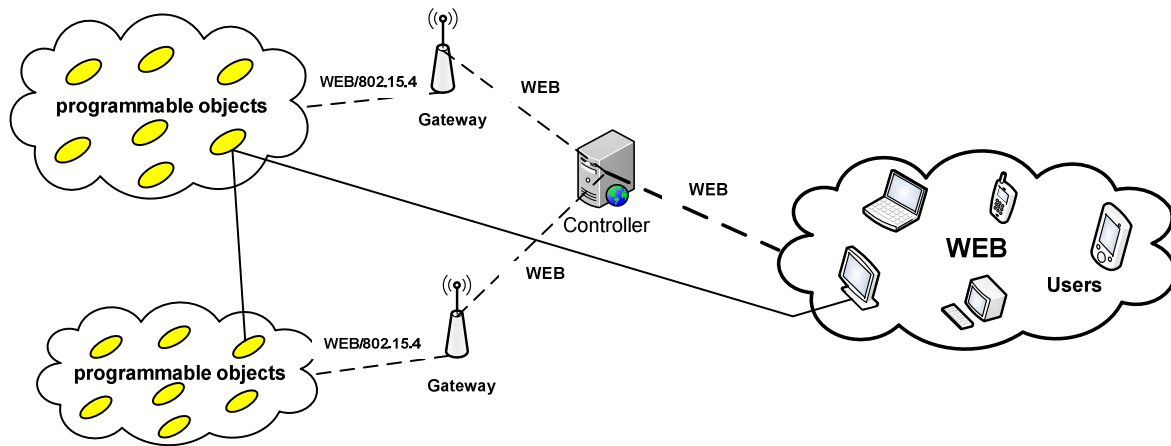 WEB/802.15.4
programmable objects
Gateway
WEB
Controller
WEB
WEB
Users
WEB
WEB/802.15.4
programmable objects
Gateway